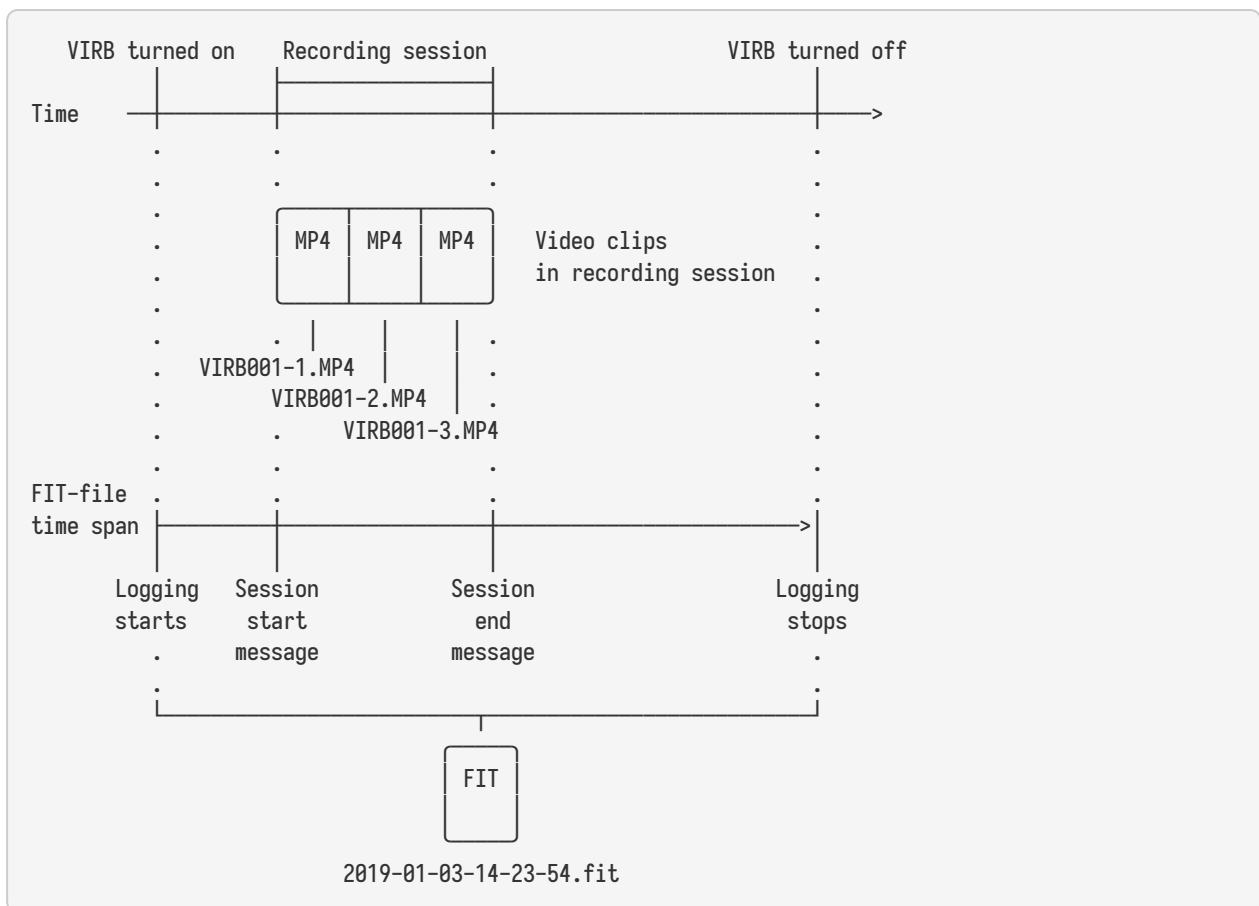 VIRB turned on Recording session VIRB turned off
Time
MP4 MP4 MP4 Video clips
in recording session
VIRB001-1.MP4
VIRB001-2.MP4
VIRB001-3.MP4
FIT-file
time span
Logging Session Session Logging
starts start end stops
message message
FIT
2019-01-03-14-23-54.fit